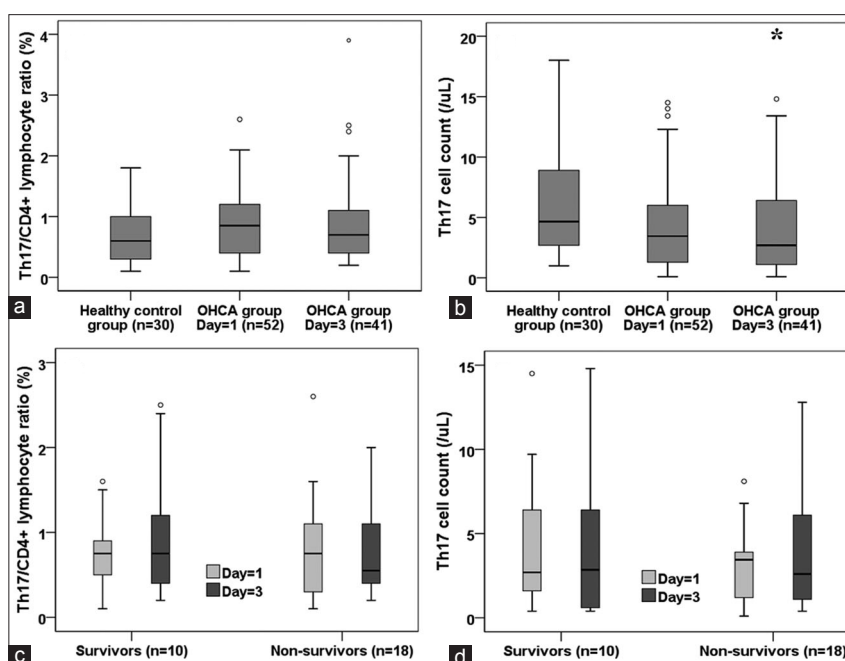 Th17/CD4+ lymphocyte ratio (%)
4
3
2
1
0
Healthy control
group (n=30)
OHCA group
Day=1 (n=52)
OHCA group
Day=3 (n=41)
a
Th17 cell count (/uL)
20
15
10
5
0
*
Healthy control
group (n=30)
OHCA group
Day=1 (n=52)
OHCA group
Day=3 (n=41)
b
Th17/CD4+ lymphocyte ratio (%)
3
2
1
0
Day=1
Day=3
Survivors (n=10)
Non-survivors (n=18)
c
Th17 cell count (/uL)
15
10
5
0
Day=1
Day=3
Survivors (n=10)
Non-survivors (n=18)
d